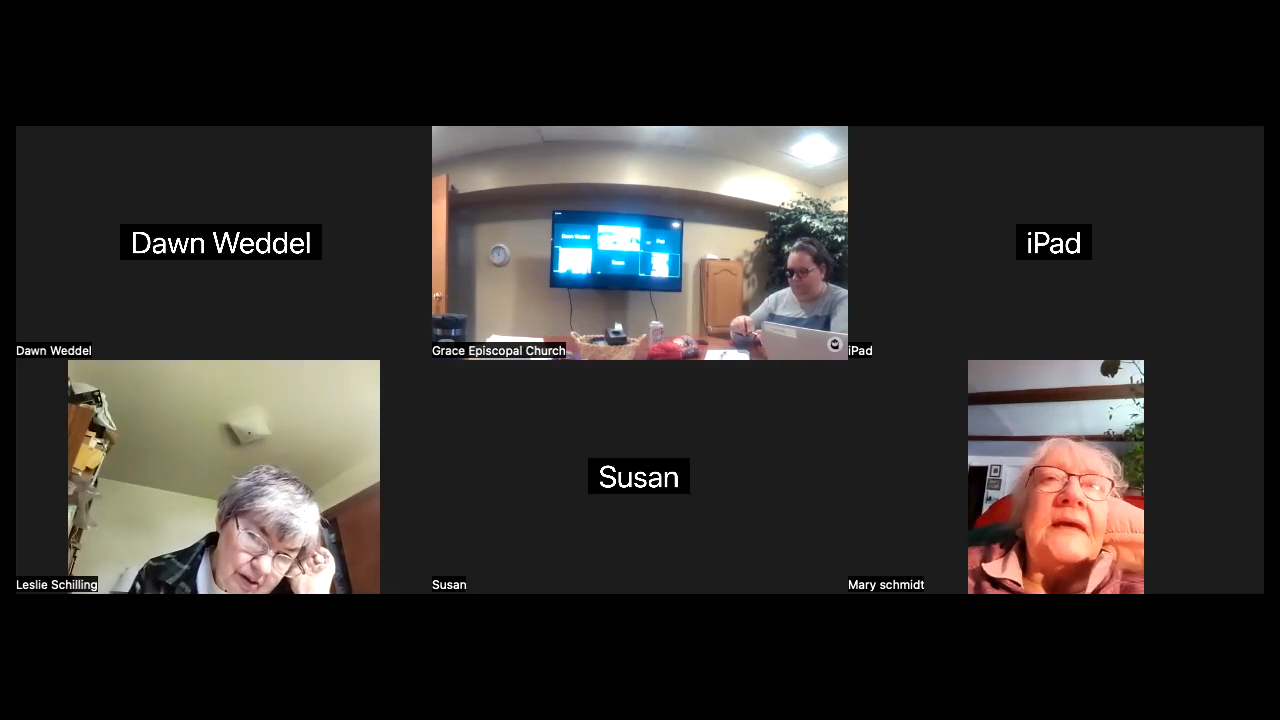 Dawn Weddel
iPad
Dawn Weddel
Grace Episcopal Church
iPad
Susan
Leslie Schilling
Susan
Mary schmidt